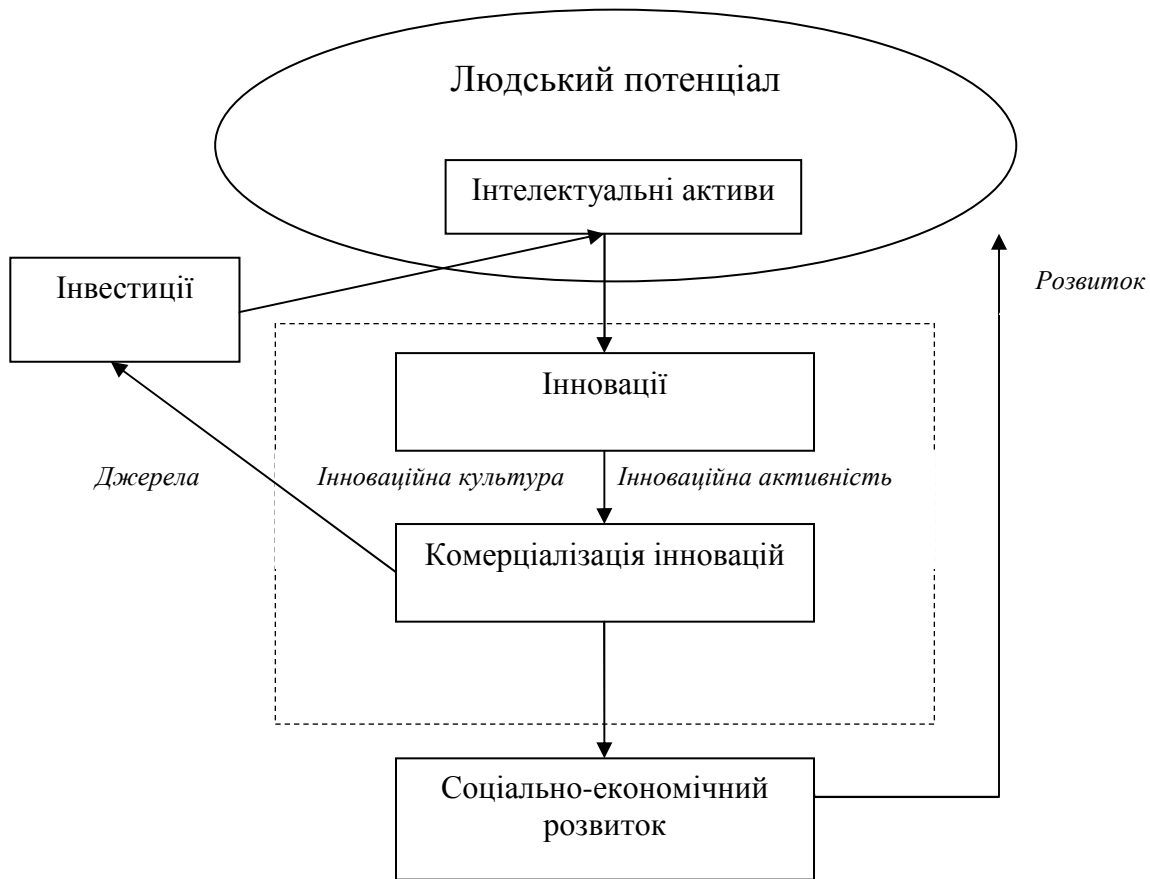 Людський потенціал
Інтелектуальні активи
Інвестиції
Розвиток
Інновації
Джерела
Інноваційна культура
Інноваційна активність
Комерціалізація інновацій
Соціально-економічний
розвиток